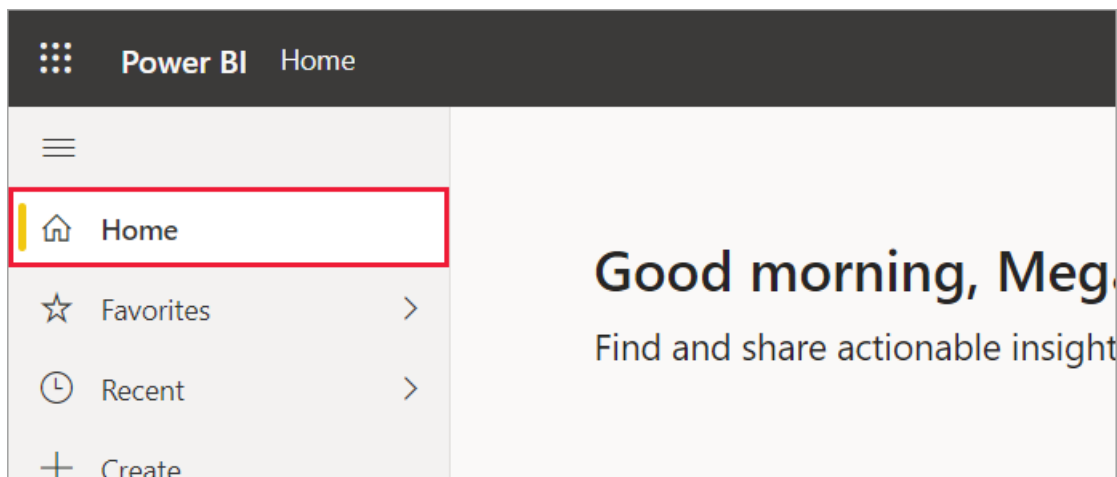 Power BI Home
Home
Good morning, Meg
Favorites
Find and share actionable insight
Recent
Create